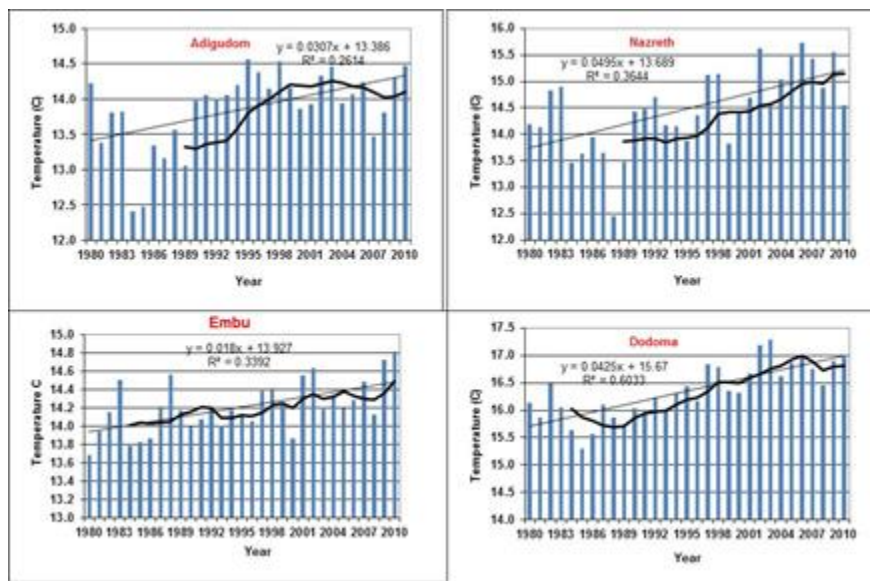 Adigudom
y = 0.0307x + 13.386
R² = 0.2614
Temperature (C)
15.0
14.5
14.0
13.5
13.0
12.5
12.0
1980 1983 1986 1989 1992 1995 1998 2001 2004 2007 2010
Year
Nazreth
y = 0.0495x + 13.689
R² = 0.3644
Temperature (C)
16.0
15.5
15.0
14.5
14.0
13.5
13.0
12.5
12.0
1980 1983 1986 1989 1992 1995 1998 2001 2004 2007 2010
Year
Embu
y = 0.018x + 13.927
R² = 0.3392
Temperature C
15.0
14.8
14.6
14.4
14.2
14.0
13.8
13.6
13.4
13.2
13.0
1980 1983 1986 1989 1992 1995 1998 2001 2004 2007 2010
Year
Dodoma
y = 0.0425x + 15.67
R² = 0.6033
Temperature (C)
17.5
17.0
16.5
16.0
15.5
15.0
14.5
14.0
1980 1983 1986 1989 1992 1995 1998 2001 2004 2007 2010
Year